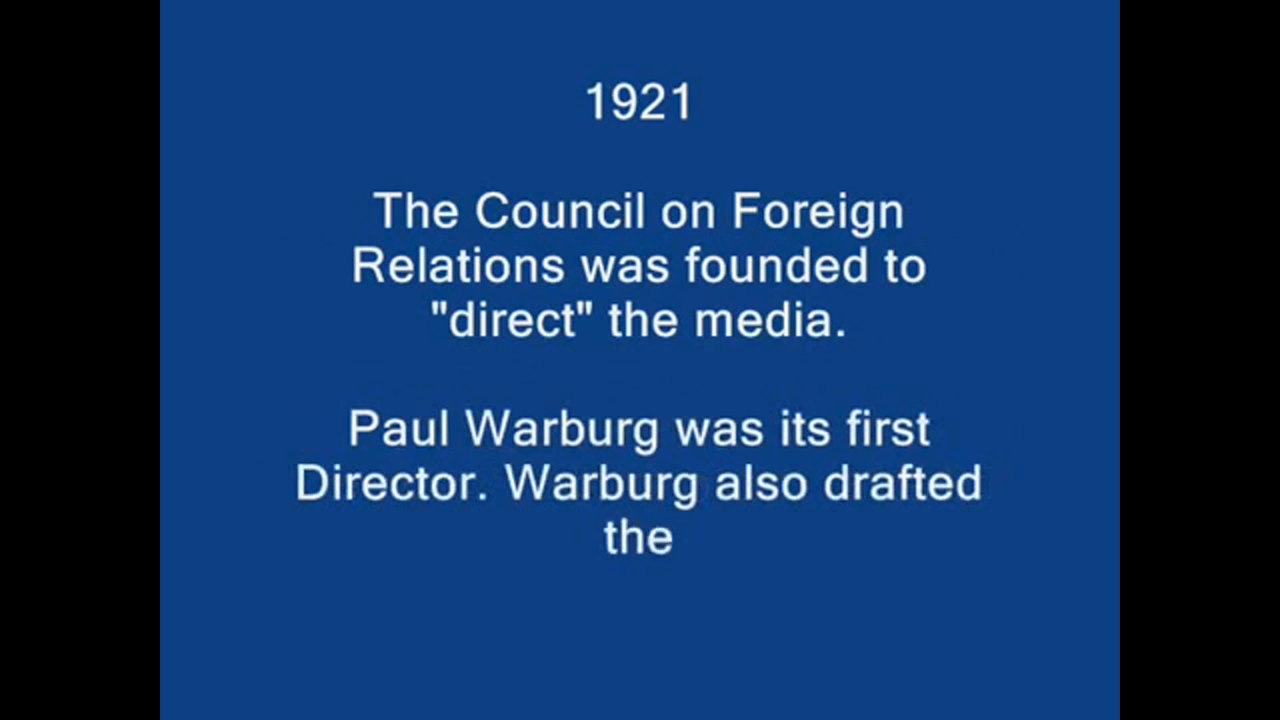 1921
The Council on Foreign
Relations was founded to
"direct" the media.
Paul Warburg was its first
Director. Warburg also drafted
the